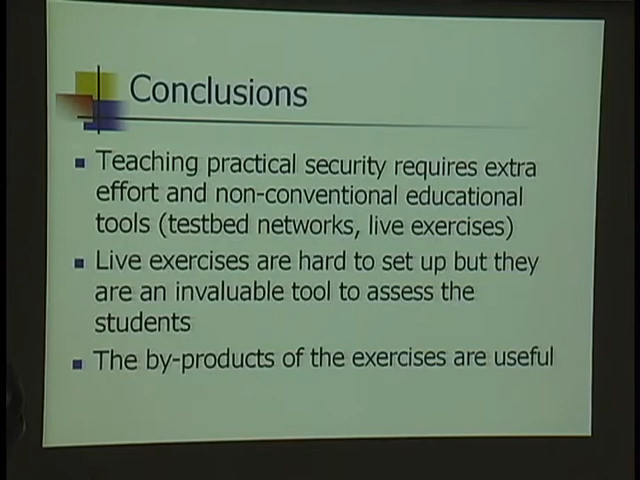 Conclusions
Teaching practical security requires extra
effort and non-conventional educational
tools (testbed networks, live exercises)
Live exercises are hard to set up but they
are an invaluable tool to assess the
students
The by-products of the exercises are useful